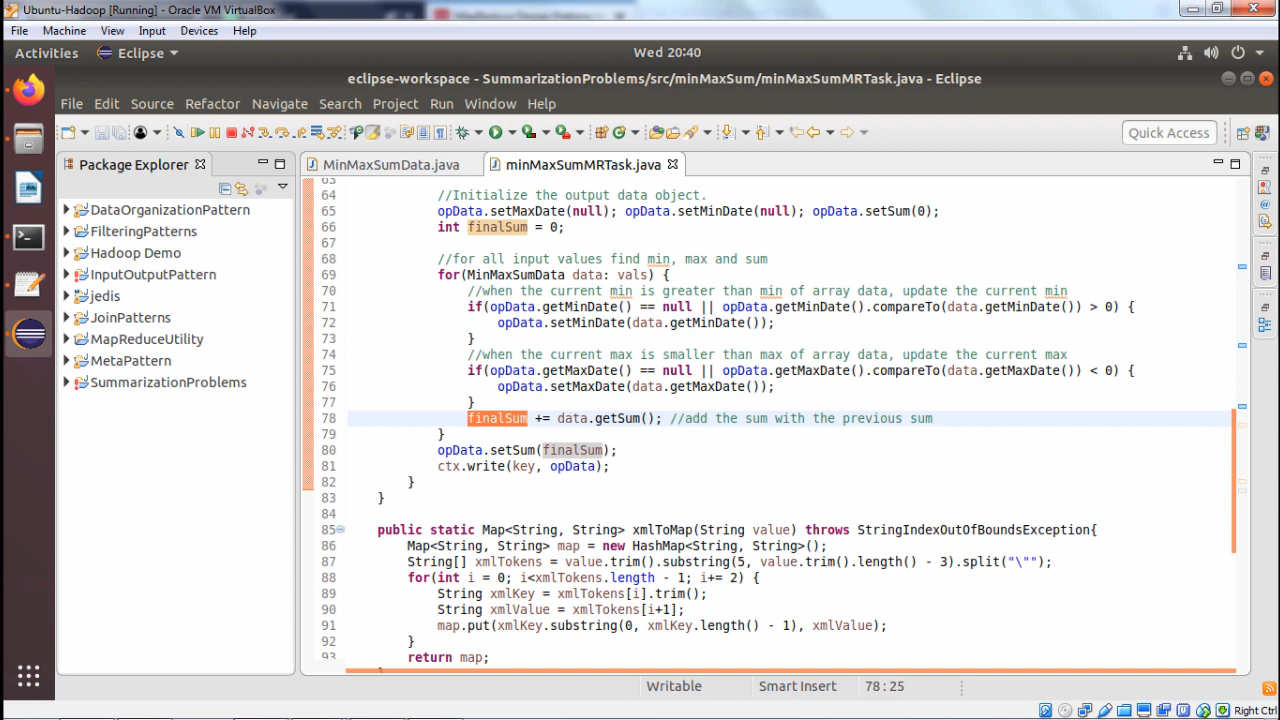 Ubuntu-Hadoop [Running] - Oracle VM VirtualBox
File Machine View Input Devices Help
Activities Eclipse Wed 20:40
eclipse-workspace - SummarizationProblems/src/minMaxSum/minMaxSumMRTask.java - Eclipse
File Edit Source Refactor Navigate Search Project Run Window Help
Quick Access
Package Explorer
MinMaxSumData.java minMaxSumMRTask.java
DataOrganizationPattern
FilteringPatterns
Hadoop Demo
InputOutputPattern
jedis
JoinPatterns
MapReduceUtility
MetaPattern
SummarizationProblems
63
64 //Initialize the output data object.
65 opData.setMaxDate(null); opData.setMinDate(null); opData.setSum(0);
66 int finalSum = 0;
67
68 //for all input values find min, max and sum
69 for(MinMaxSumData data: vals) {
70 //when the current min is greater than min of array data, update the current min
71 if(opData.getMinDate() == null || opData.getMinDate().compareTo(data.getMinDate()) > 0) {
72 opData.setMinDate(data.getMinDate());
73 }
74 //when the current max is smaller than max of array data, update the current max
75 if(opData.getMaxDate() == null || opData.getMaxDate().compareTo(data.getMaxDate()) < 0) {
76 opData.setMaxDate(data.getMaxDate());
77 }
78 finalSum += data.getSum(); //add the sum with the previous sum
79 }
80 opData.setSum(finalSum);
81 ctx.write(key, opData);
82 }
83 }
84
85 public static Map<String, String> xmlToMap(String value) throws StringIndexOutOfBoundsException{
86 Map<String, String> map = new HashMap<String, String>();
87 String[] xmlTokens = value.trim().substring(5, value.trim().length() - 3).split("\"");
88 for(int i = 0; i<xmlTokens.length - 1; i+= 2) {
89 String xmlKey = xmlTokens[i].trim();
90 String xmlValue = xmlTokens[i+1];
91 map.put(xmlKey.substring(0, xmlKey.length() - 1), xmlValue);
92 }
93 return map;
Writable Smart Insert 78 : 25
Right Ctrl